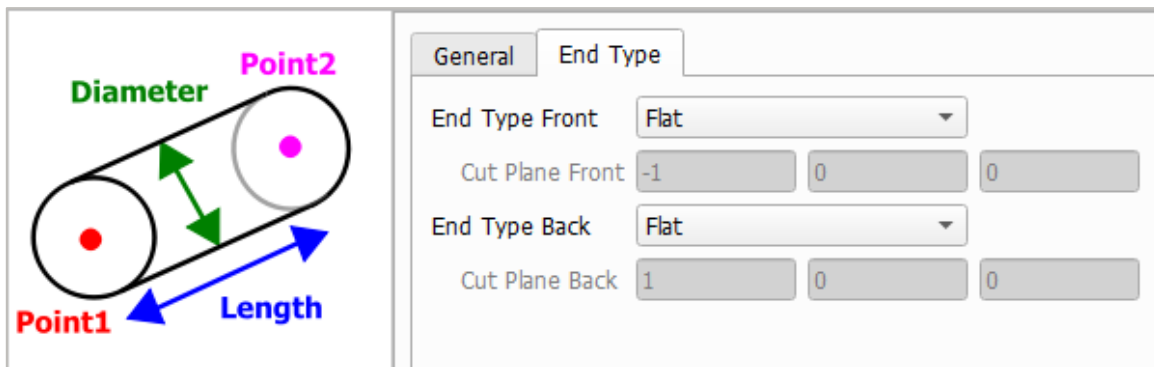 Point2
Diameter
Length
Point1
General End Type
End Type Front Flat
Cut Plane Front -1 0 0
End Type Back Flat
Cut Plane Back 1 0 0